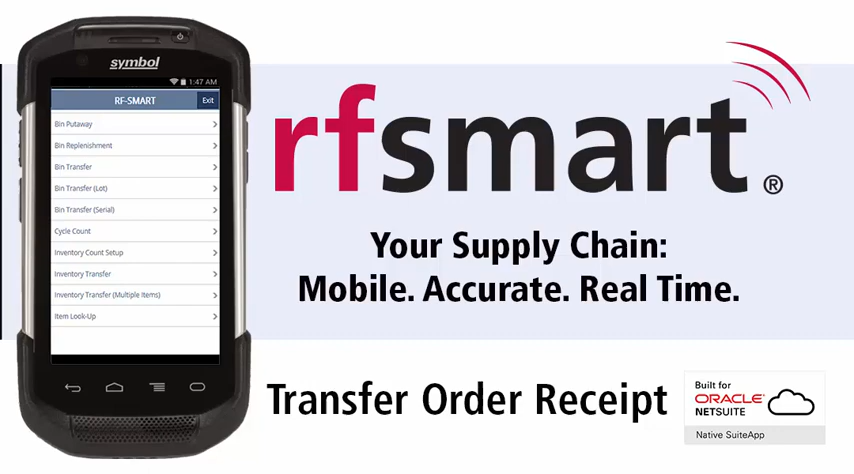 symbol
1:47 AM
RF-SMART
Exit
Bin Putaway
Bin Replenishment
Bin Transfer
Bin Transfer (Lot)
Bin Transfer (Serial)
Cycle Count
Inventory Count Setup
Inventory Transfer
Inventory Transfer (Multiple Items)
Item Look-Up
rfsmart®
Your Supply Chain:
Mobile. Accurate. Real Time.
Transfer Order Receipt
Built for
ORACLE®
NETSUITE
Native SuiteApp